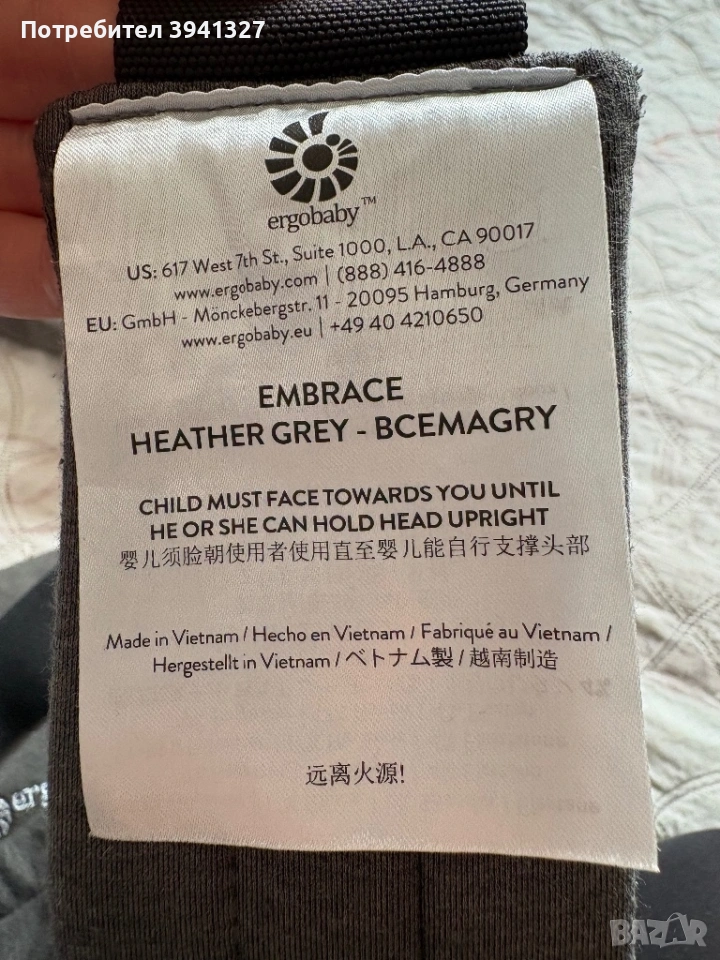 Потребител 3941327
ergobaby™
US: 617 West 7th St., Suite 1000, L.A., CA 90017
www.ergobaby.com | (888) 416-4888
EU: GmbH - Mönckebergstr. 11 - 20095 Hamburg, Germany
www.ergobaby.eu | +49 40 4210650
EMBRACE
HEATHER GREY - BCEMAGRY
CHILD MUST FACE TOWARDS YOU UNTIL
HE OR SHE CAN HOLD HEAD UPRIGHT
婴儿须脸朝使用者使用直至婴儿能自行支撑头部
Made in Vietnam / Hecho en Vietnam / Fabriqué au Vietnam /
Hergestellt in Vietnam / ベトナム製 / 越南制造
远离火源!
erg
BAZAR